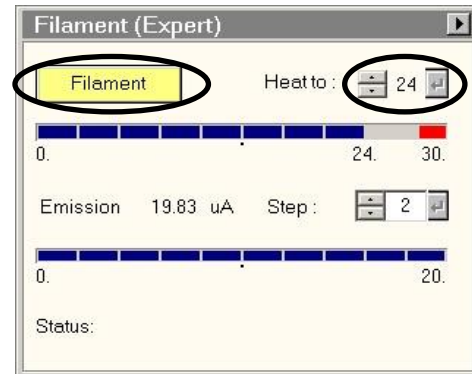 Filament (Expert)
Filament Heat to : 24
0. 24. 30.
Emission 19.83 uA Step : 2
0. 20.
Status: